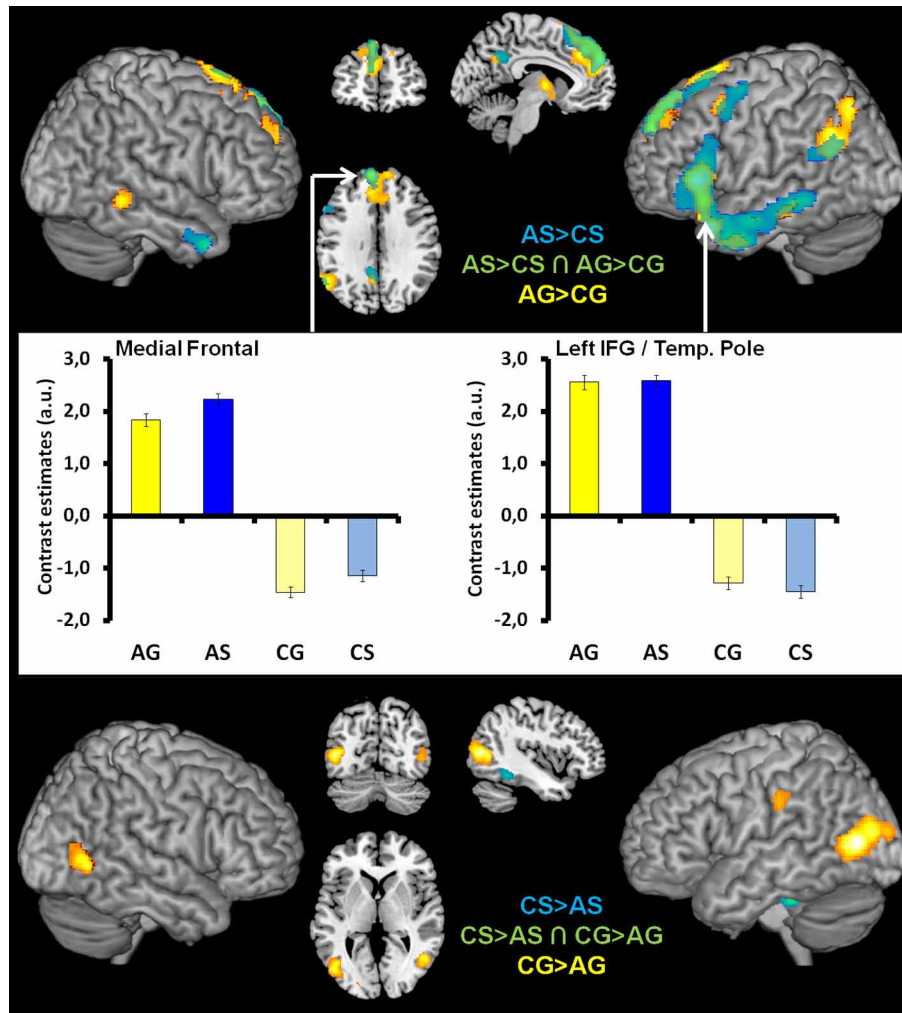 AS>CS
AS>CS ∩ AG>CG
AG>CG
Medial Frontal
Contrast estimates (a.u.)
3,0
2,0
1,0
0,0
-1,0
-2,0
AG AS CG CS
Left IFG / Temp. Pole
Contrast estimates (a.u.)
3,0
2,0
1,0
0,0
-1,0
-2,0
AG AS CG CS
CS>AS
CS>AS ∩ CG>AG
CG>AG